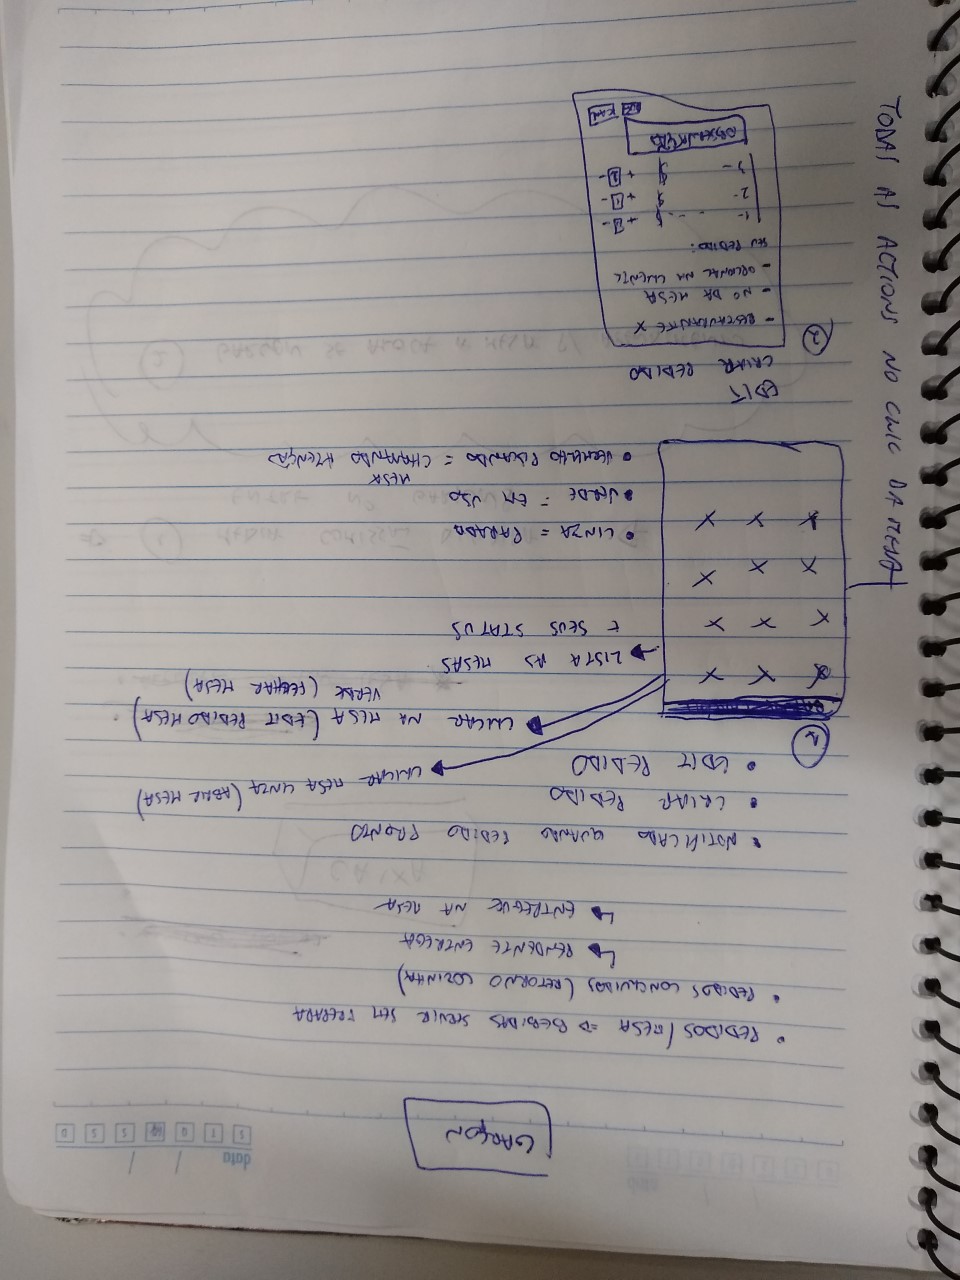 data / /
S T Q Q S S D
GARÇON
• PEDIDOS/MESA => BEBIDAS SERVIR SEM PREPARA
• PEDIDOS CONCLUIDOS (RETORNO COZINHA)
↳ PENDENTE ENTREGA
↳ ENTREGUE NA MESA
• NOTIFICADO QUANDO PEDIDO PRONTO
• CRIAR PEDIDO
• EDIT PEDIDO
→ CLICAR MESA CINZA (ABRIR MESA)
→ CLICAR NA MESA (EDIT PEDIDO MESA)
VERDE (FECHAR MESA)
1
X X X
X X X
X X X
X X X
→ LISTA AS MESAS
E SEUS STATUS
• CINZA = PARADA
• VERDE = EM USO
• VERMELHO PISCANDO = MESA CHAMANDO ATENÇÃO
TODAS AS ACTIONS NO CLIC DA MESA
EDIT
CRIAR PEDIDO
2
- RESTAURANTE X
- Nº DA MESA
- OPCIONAL NM CLIENTE
SEU PEDIDO:
1- - - - $ + -
2- $ + 1 -
3- $ + 2 -
OBSERVAÇÃO
CAN